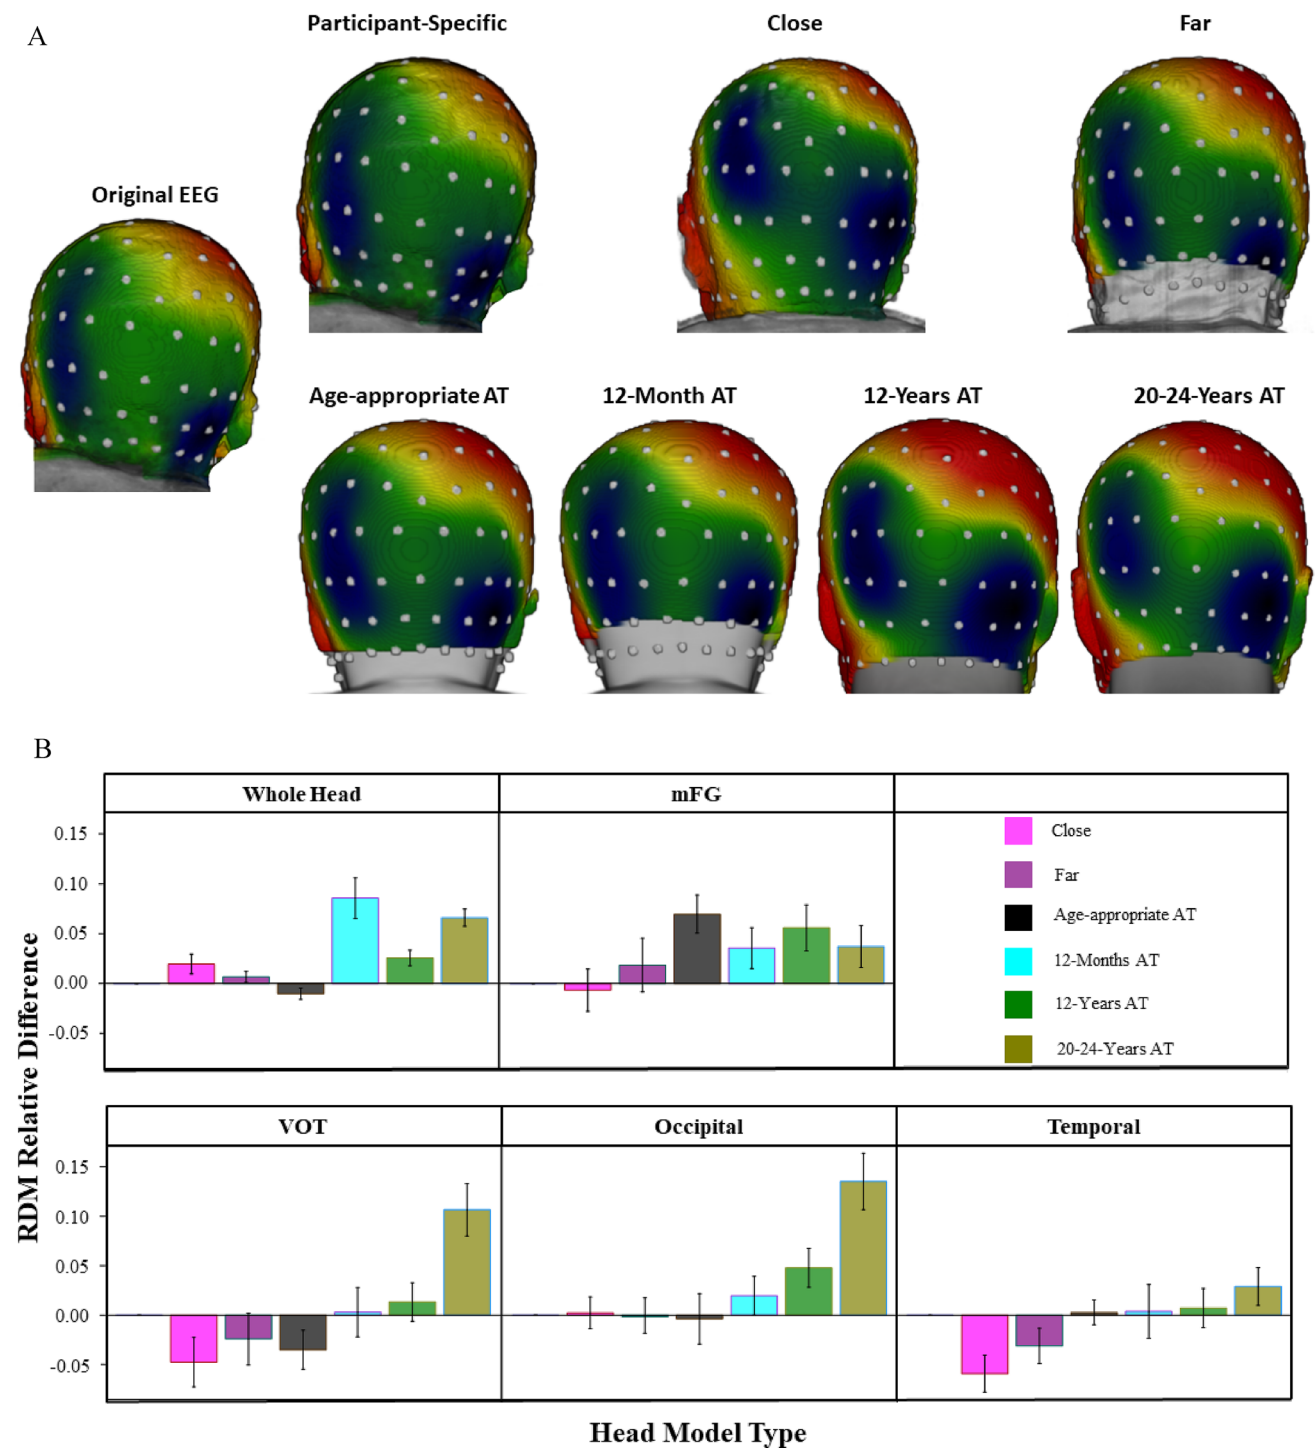 A
Participant-Specific
Close
Far
Original EEG
Age-appropriate AT
12-Month AT
12-Years AT
20-24-Years AT
B
Whole Head
mFG
0.15
0.10
0.05
0.00
-0.05
Close
Far
Age-appropriate AT
12-Months AT
12-Years AT
20-24-Years AT
RDM Relative Difference
VOT
Occipital
Temporal
0.15
0.10
0.05
0.00
-0.05
Head Model Type